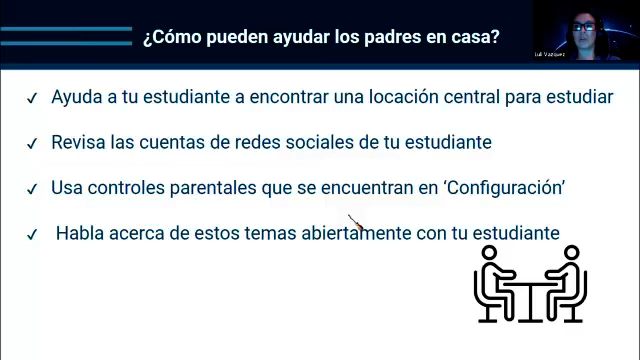 ¿Cómo pueden ayudar los padres en casa?
Luli Vazquez
✓ Ayuda a tu estudiante a encontrar una locación central para estudiar
✓ Revisa las cuentas de redes sociales de tu estudiante
✓ Usa controles parentales que se encuentran en ‘Configuración’
✓ Habla acerca de estos temas abiertamente con tu estudiante